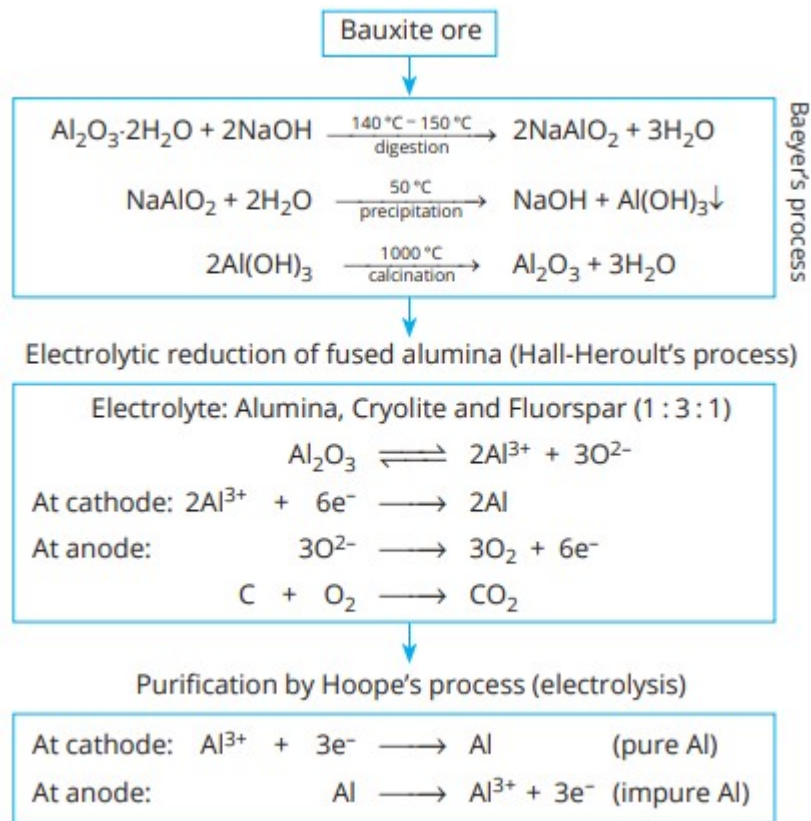 Bauxite ore
Al₂O₃·2H₂O + 2NaOH 140 °C – 150 °C digestion → 2NaAlO₂ + 3H₂O
NaAlO₂ + 2H₂O 50 °C precipitation → NaOH + Al(OH)₃↓
2Al(OH)₃ 1000 °C calcination → Al₂O₃ + 3H₂O
Baeyer's process
Electrolytic reduction of fused alumina (Hall-Heroult's process)
Electrolyte: Alumina, Cryolite and Fluorspar (1 : 3 : 1)
Al₂O₃ ⇌ 2Al³⁺ + 3O²⁻
At cathode: 2Al³⁺ + 6e⁻ → 2Al
At anode: 3O²⁻ → 3O₂ + 6e⁻
C + O₂ → CO₂
Purification by Hoope's process (electrolysis)
At cathode: Al³⁺ + 3e⁻ → Al (pure Al)
At anode: Al → Al³⁺ + 3e⁻ (impure Al)